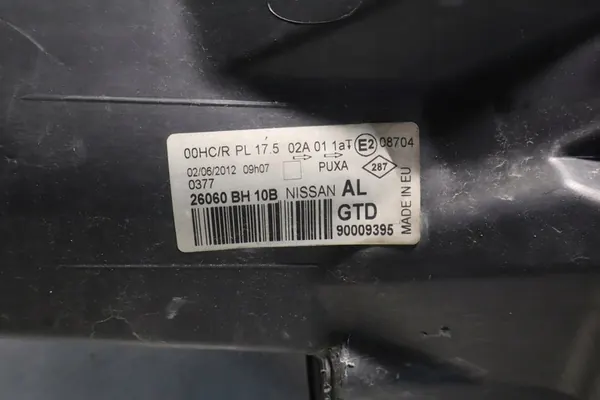 00HC/R PL 17.5 02A 01 1aT E2 08704
02/06/2012 09h07 PUXA 287
0377
26060 BH 10B NISSAN AL
GTD
90009395
MADE IN EU